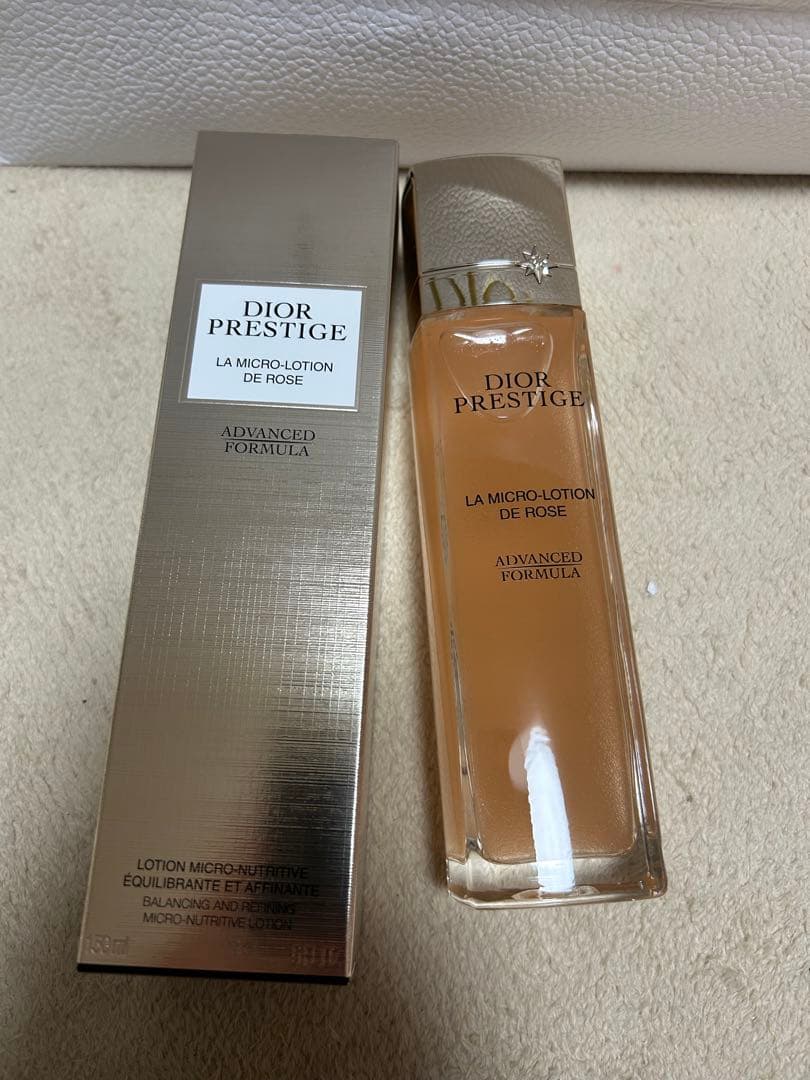 DIOR
PRESTIGE
LA MICRO-LOTION
DE ROSE
ADVANCED
FORMULA
LOTION MICRO-NUTRITIVE
ÉQUILIBRANTE ET AFFINANTE
BALANCING AND REFINING
MICRO-NUTRITIVE LOTION
DIOR
PRESTIGE
LA MICRO-LOTION
DE ROSE
ADVANCED
FORMULA